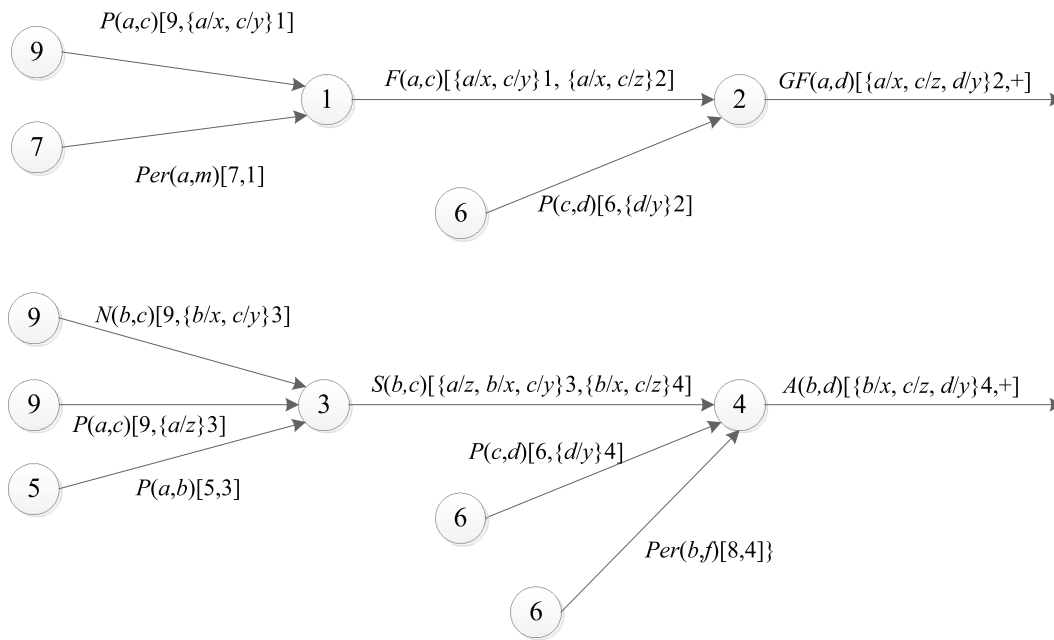 P(a,c)[9,{a/x, c/y}1]
9
7
Per(a,m)[7,1]
1
F(a,c)[{a/x, c/y}1, {a/x, c/z}2]
2
GF(a,d)[{a/x, c/z, d/y}2,+]
6
P(c,d)[6,{d/y}2]
9
N(b,c)[9,{b/x, c/y}3]
9
P(a,c)[9,{a/z}3]
5
P(a,b)[5,3]
3
S(b,c)[{a/z, b/x, c/y}3,{b/x, c/z}4]
4
A(b,d)[{b/x, c/z, d/y}4,+]
P(c,d)[6,{d/y}4]
6
Per(b,f)[8,4]}
6